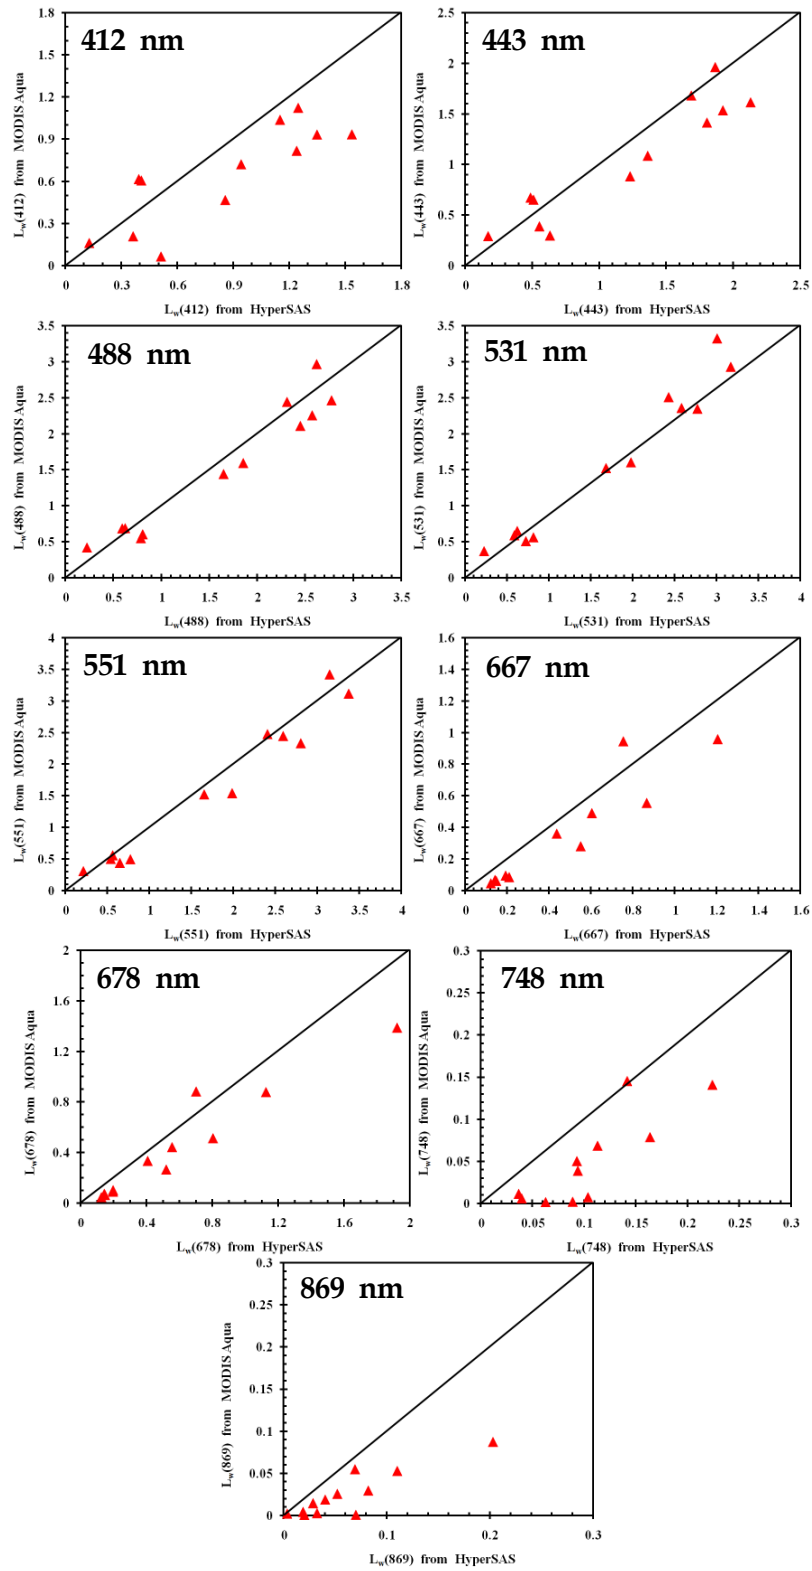 412 nm
1.8
1.5
1.2
0.9
0.6
0.3
0
0 0.3 0.6 0.9 1.2 1.5 1.8
Lw(412) from MODIS Aqua
Lw(412) from HyperSAS
443 nm
2.5
2
1.5
1
0.5
0
0 0.5 1 1.5 2 2.5
Lw(443) from MODIS Aqua
Lw(443) from HyperSAS
488 nm
3.5
3
2.5
2
1.5
1
0.5
0
0 0.5 1 1.5 2 2.5 3 3.5
Lw(488) from MODIS Aqua
Lw(488) from HyperSAS
531 nm
3.5
3
2.5
2
1.5
1
0.5
0
0 0.5 1 1.5 2 2.5 3 3.5 4
Lw(531) from MODIS Aqua
Lw(531) from HyperSAS
551 nm
4
3.5
3
2.5
2
1.5
1
0.5
0
0 0.5 1 1.5 2 2.5 3 3.5 4
Lw(551) from MODIS Aqua
Lw(551) from HyperSAS
667 nm
1.6
1.4
1.2
1
0.8
0.6
0.4
0.2
0
0 0.2 0.4 0.6 0.8 1 1.2 1.4 1.6
Lw(667) from MODIS Aqua
Lw(667) from HyperSAS
678 nm
2
1.6
1.2
0.8
0.4
0
0 0.4 0.8 1.2 1.6 2
Lw(678) from MODIS Aqua
Lw(678) from HyperSAS
748 nm
0.3
0.25
0.2
0.15
0.1
0.05
0
0 0.05 0.1 0.15 0.2 0.25 0.3
Lw(748) from MODIS Aqua
Lw(748) from HyperSAS
869 nm
0.3
0.25
0.2
0.15
0.1
0.05
0
0 0.1 0.2 0.3
Lw(869) from MODIS Aqua
Lw(869) from HyperSAS